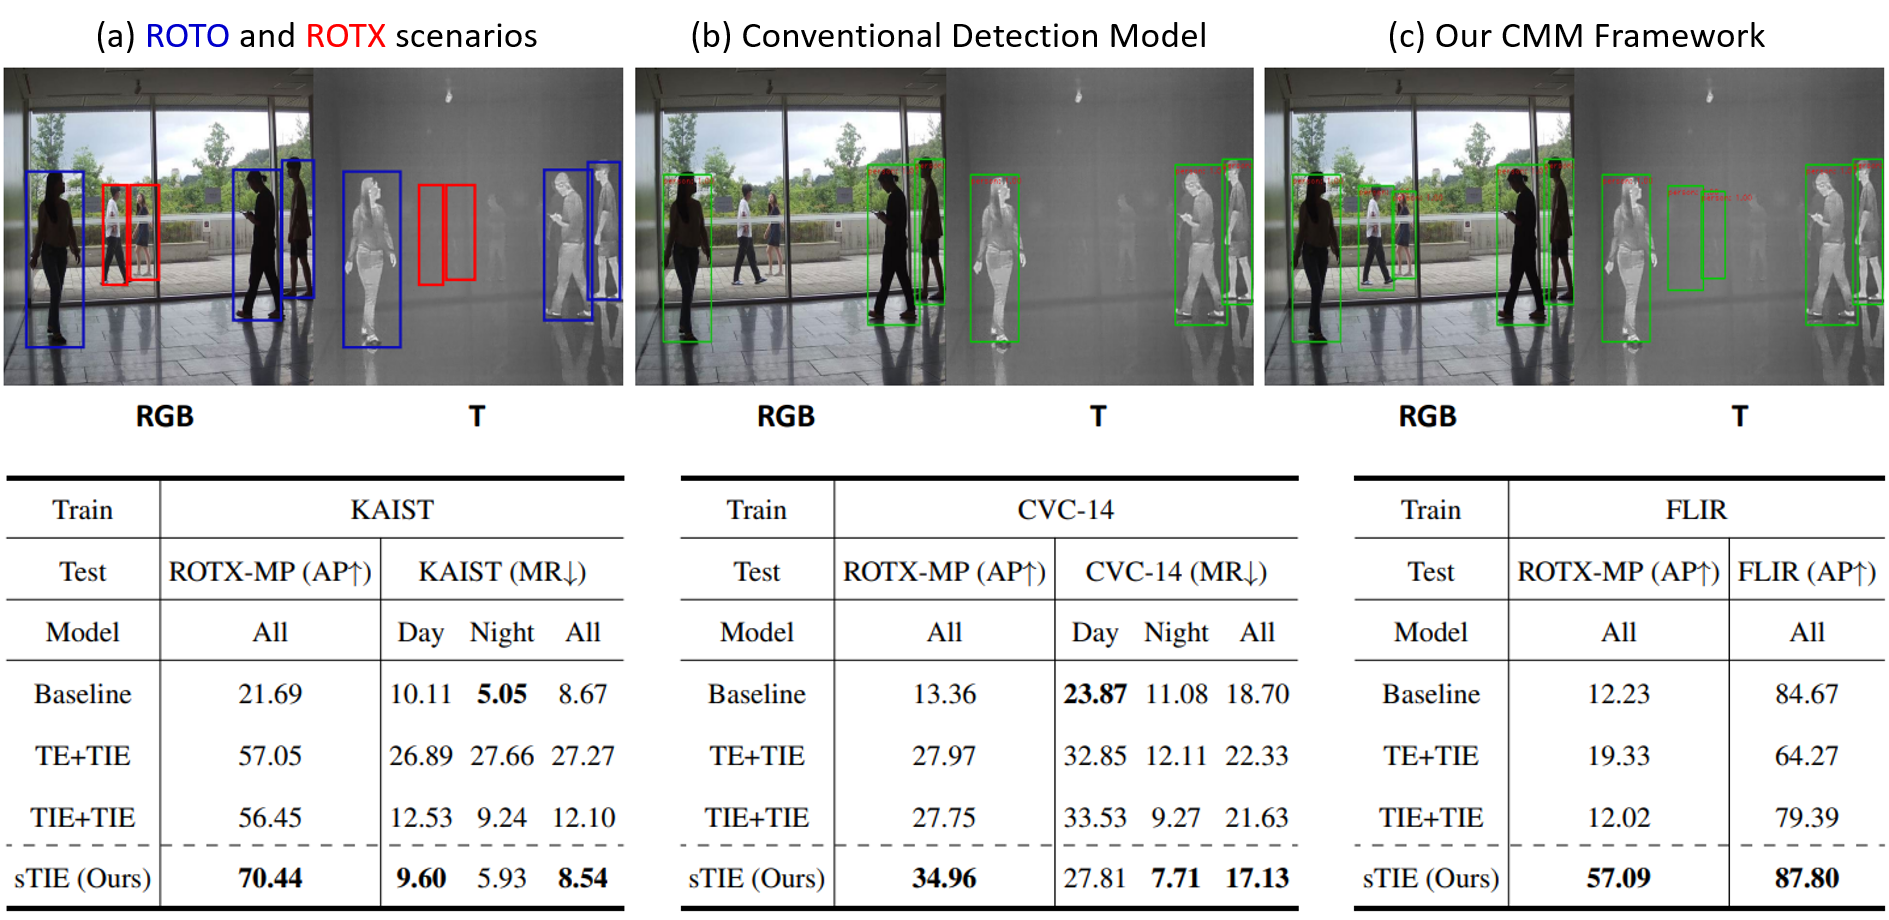 (a) ROTO and ROTX scenarios
(b) Conventional Detection Model
(c) Our CMM Framework
RGB T
RGB T
RGB T
Train KAIST
Test ROTX-MP (AP↑) KAIST (MR↓)
Model All Day Night All
Baseline 21.69 10.11 5.05 8.67
TE+TIE 57.05 26.89 27.66 27.27
TIE+TIE 56.45 12.53 9.24 12.10
sTIE (Ours) 70.44 9.60 5.93 8.54
Train CVC-14
Test ROTX-MP (AP↑) CVC-14 (MR↓)
Model All Day Night All
Baseline 13.36 23.87 11.08 18.70
TE+TIE 27.97 32.85 12.11 22.33
TIE+TIE 27.75 33.53 9.27 21.63
sTIE (Ours) 34.96 27.81 7.71 17.13
Train FLIR
Test ROTX-MP (AP↑) FLIR (AP↑)
Model All All
Baseline 12.23 84.67
TE+TIE 19.33 64.27
TIE+TIE 12.02 79.39
sTIE (Ours) 57.09 87.80